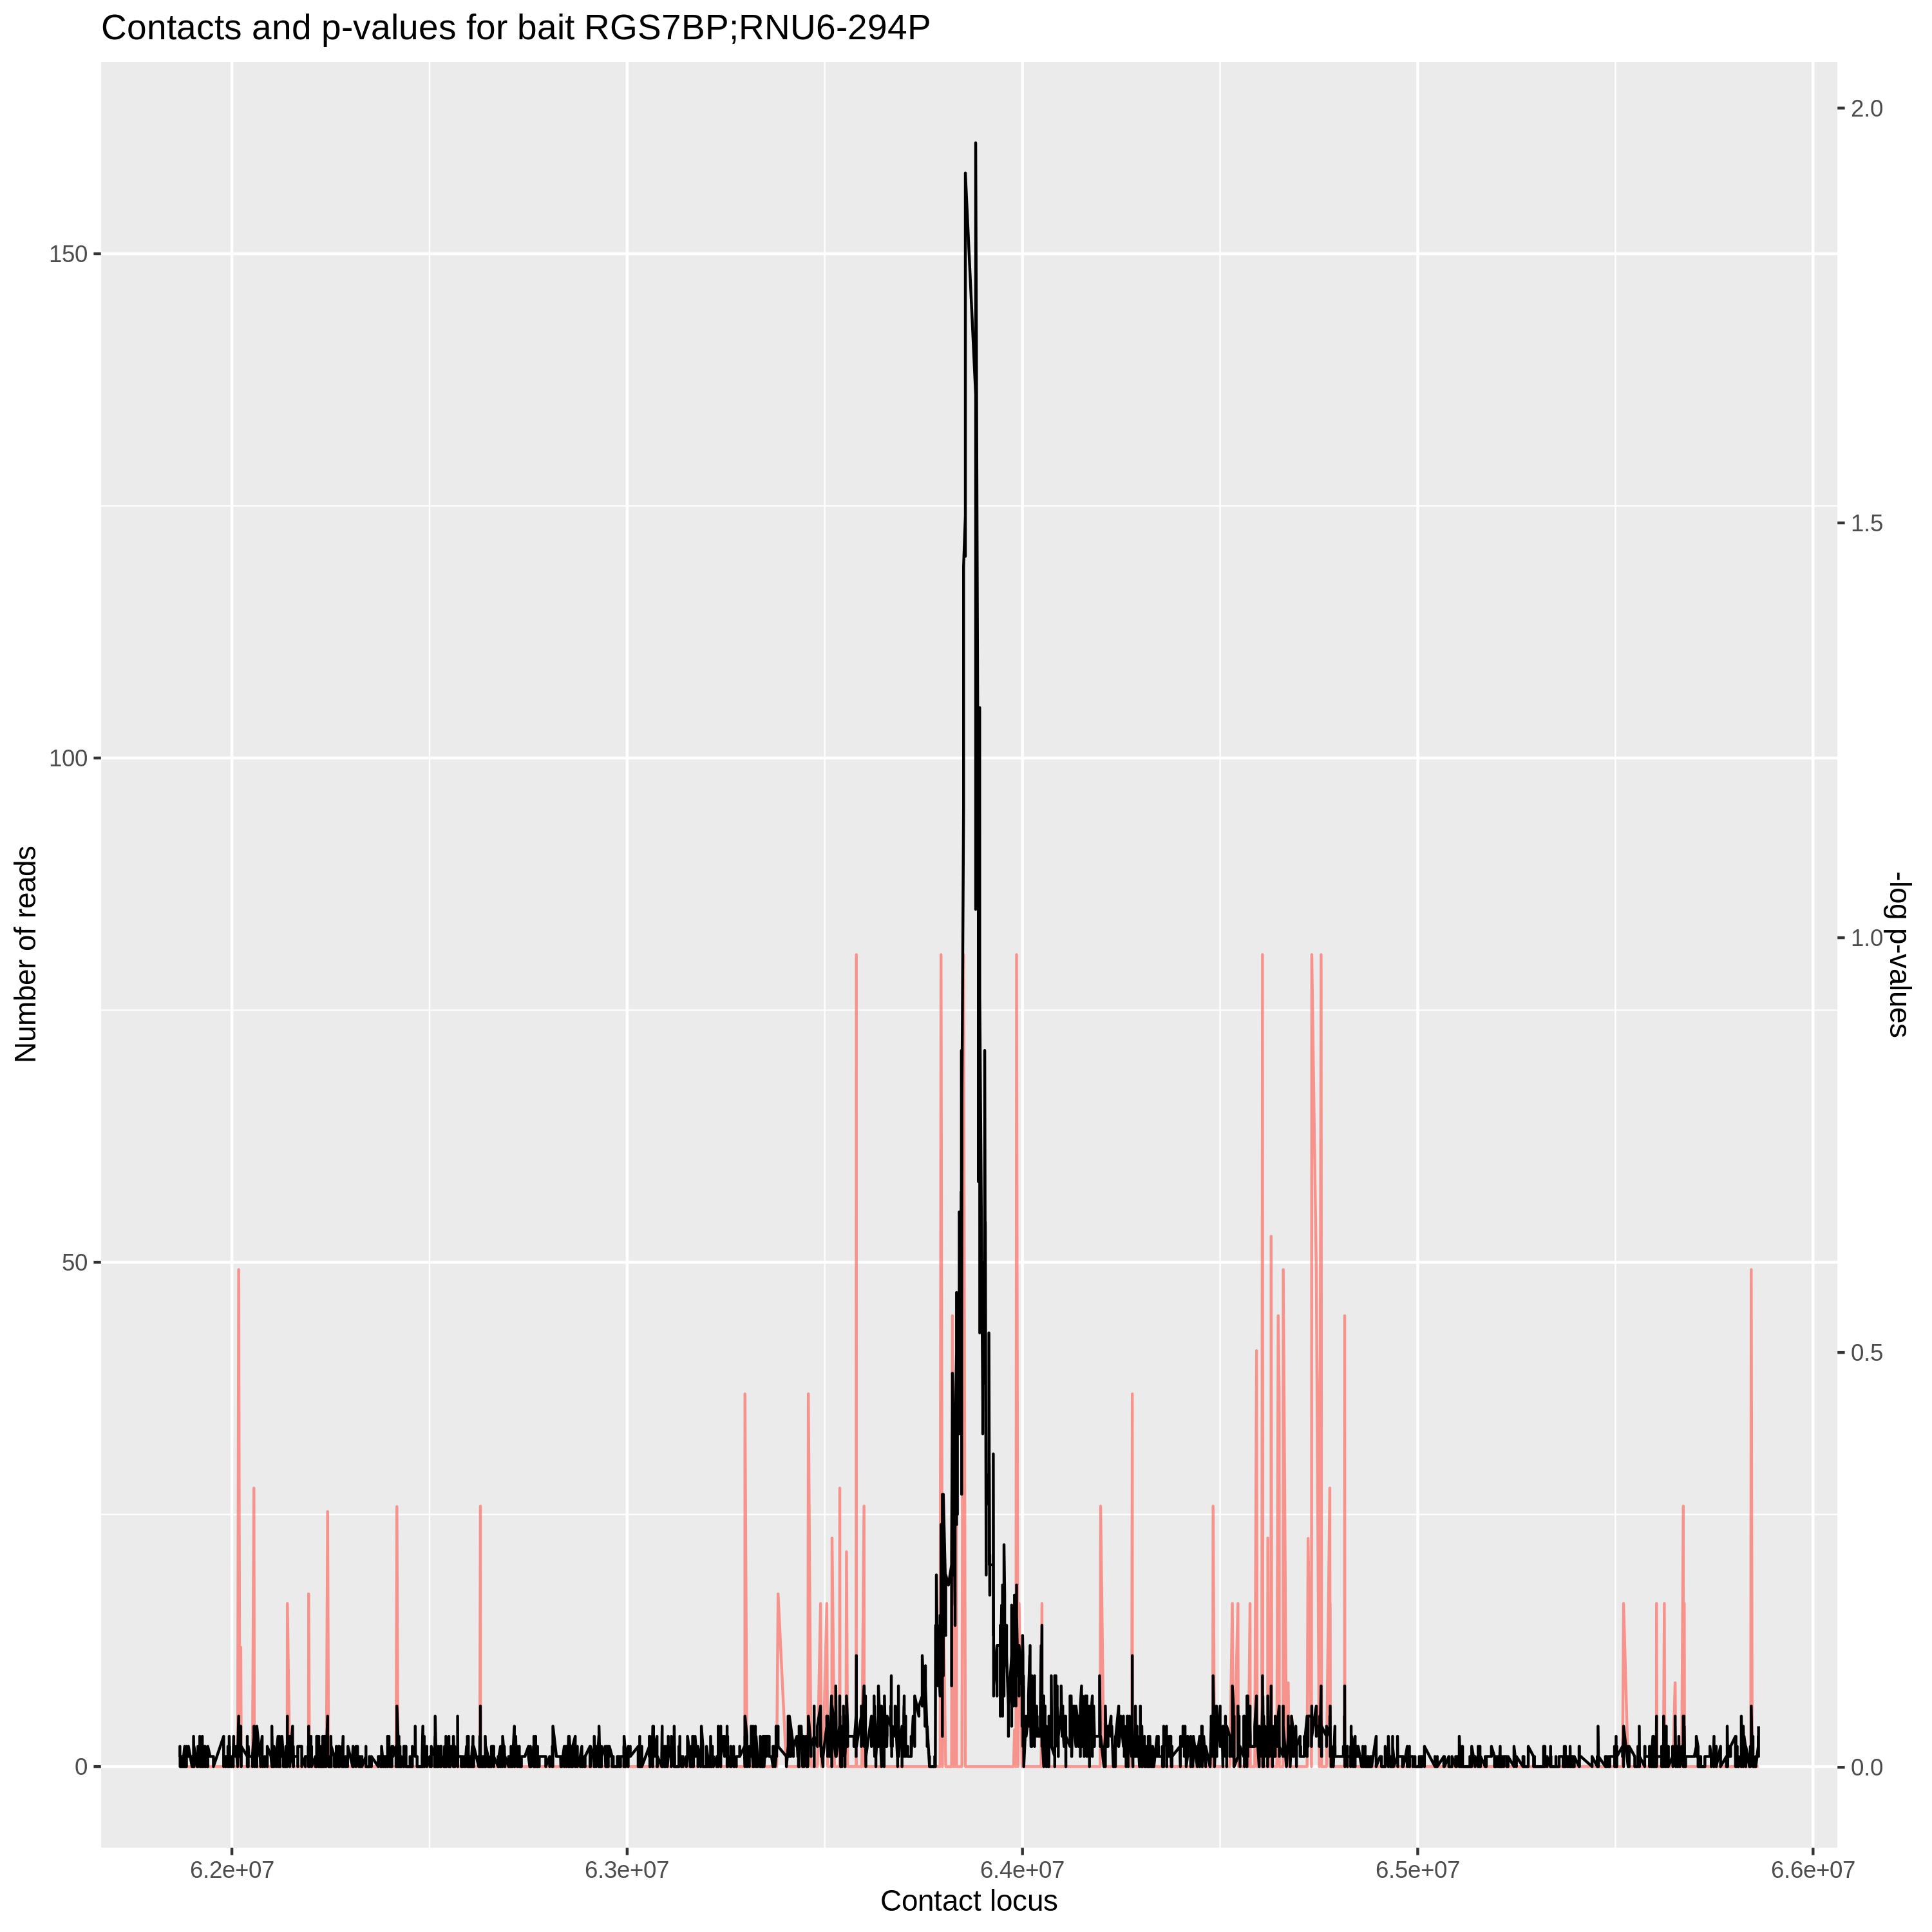 Contacts and p-values for bait RGS7BP;RNU6-294P
Number of reads
150
100
50
0
2.0
1.5
1.0
0.5
0.0
-log p-values
6.2e+07 6.3e+07 6.4e+07 6.5e+07 6.6e+07
Contact locus